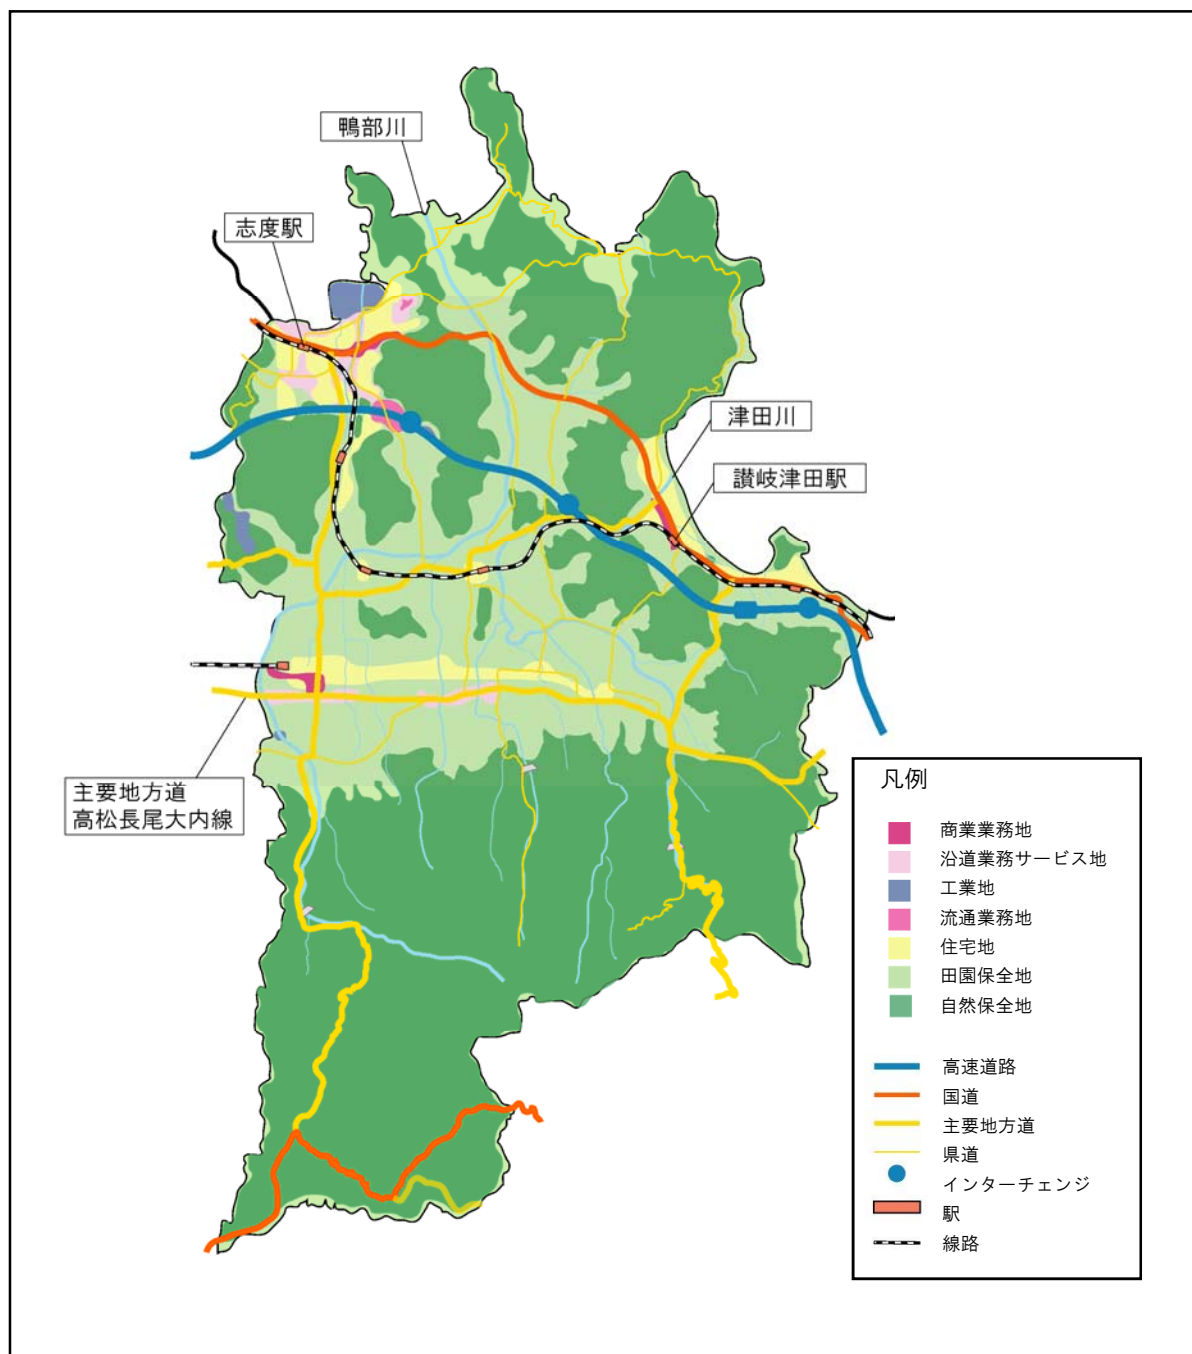 鴨部川
志度駅
津田川
讃岐津田駅
主要地方道
高松長尾大内線
凡例
商業業務地
沿道業務サービス地
工業地
流通業務地
住宅地
田園保全地
自然保全地
高速道路
国道
主要地方道
県道
インターチェンジ
駅
線路